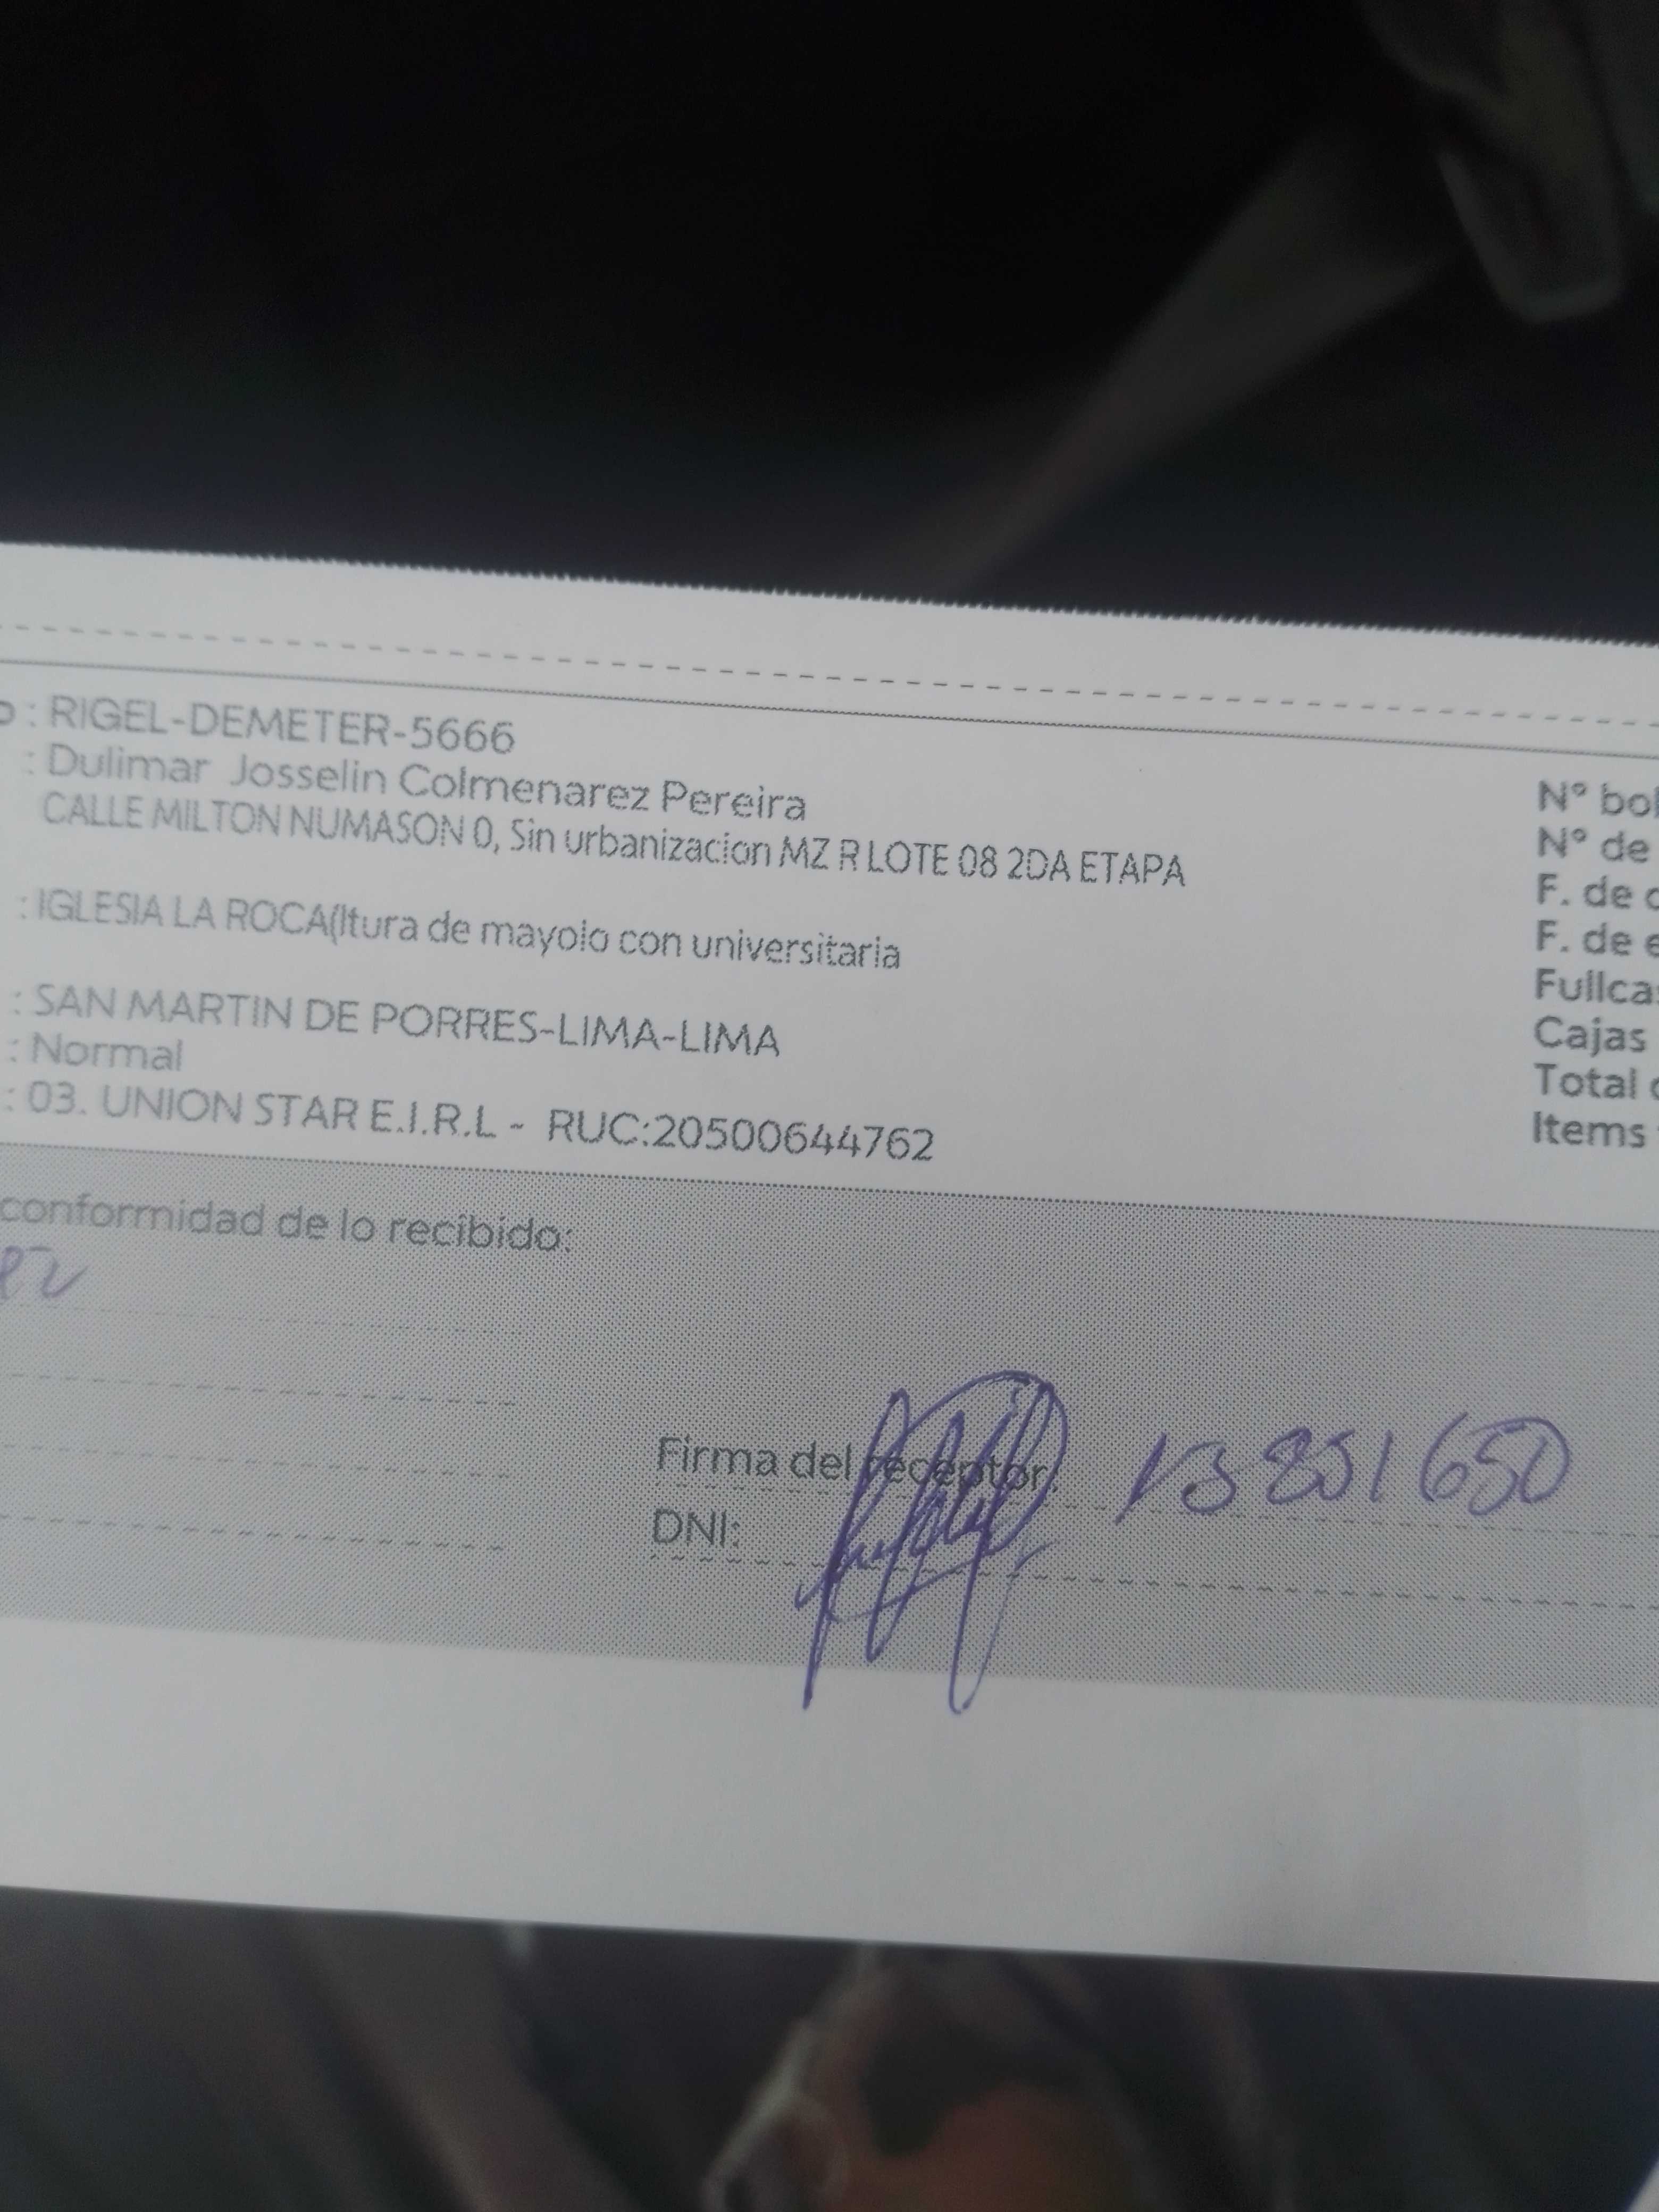 : RIGEL-DEMETER-5666
: Dulimar Josselin Colmenarez Pereira
CALLE MILTON NUMASON 0, Sin urbanizacion MZ R LOTE 08 2DA ETAPA
: IGLESIA LA ROCA(ltura de mayolo con universitaria
: SAN MARTIN DE PORRES-LIMA-LIMA
: Normal
: 03. UNION STAR E.I.R.L - RUC:20500644762
N° bol
N° de
F. de
F. de e
Fullcas
Cajas
Total
Items
conformidad de lo recibido:
Firma del receptor: 13851650
DNI: